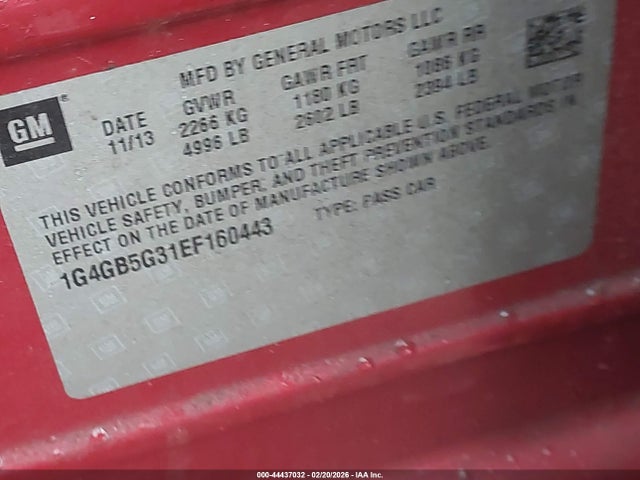 MFD BY GENERAL MOTORS LLC
GM
®
DATE GVWR GAWR FRT GAWR RR
11/13 2266 KG 1180 KG 1086 KG
4996 LB 2602 LB 2394 LB
THIS VEHICLE CONFORMS TO ALL APPLICABLE U.S. FEDERAL MOTOR
VEHICLE SAFETY, BUMPER, AND THEFT PREVENTION STANDARDS IN
EFFECT ON THE DATE OF MANUFACTURE SHOWN ABOVE.
1G4GB5G31EF160443 TYPE: PASS CAR
000-44437032 - 02/20/2026 - IAA Inc.